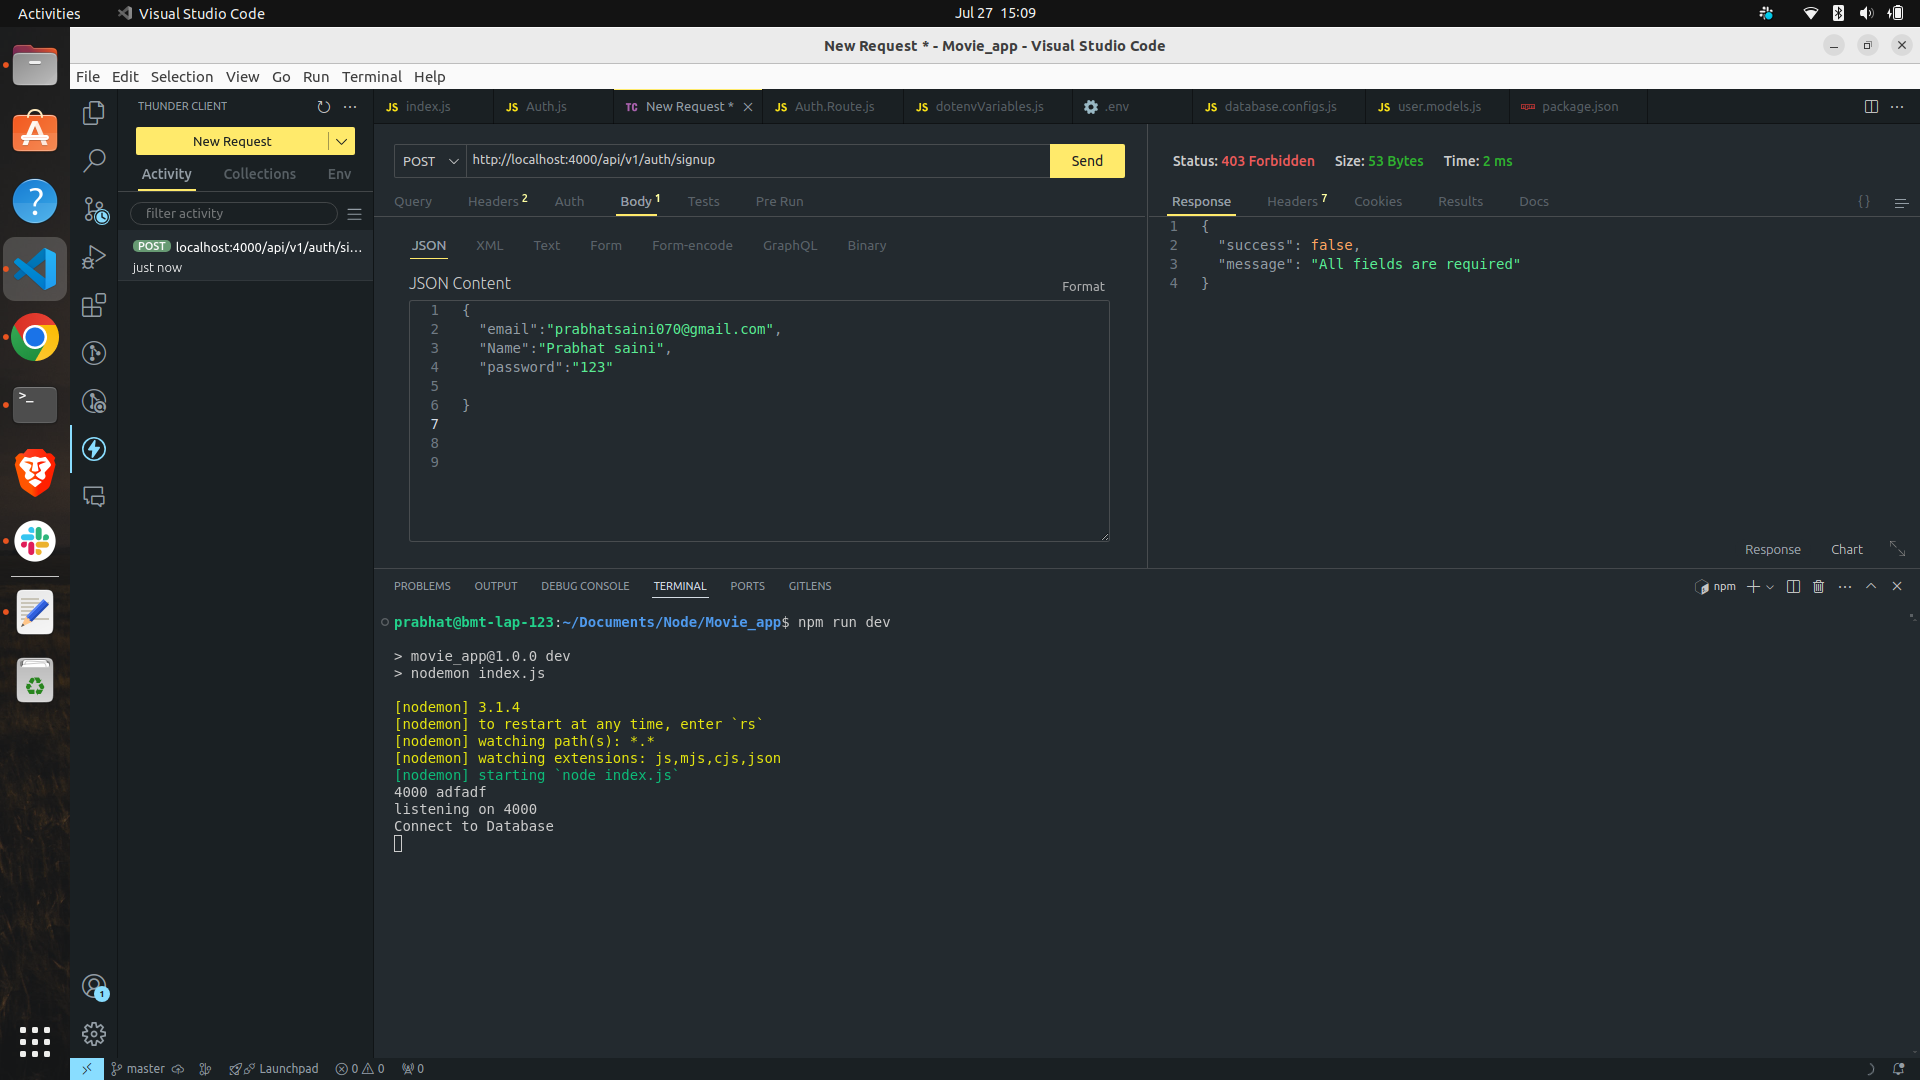 Activities
Visual Studio Code
Jul 27 15:09
New Request * - Movie_app - Visual Studio Code
File Edit Selection View Go Run Terminal Help
THUNDER CLIENT
New Request
Activity Collections Env
filter activity
POST localhost:4000/api/v1/auth/si...
just now
JS index.js
JS Auth.js
TC New Request *
JS Auth.Route.js
JS dotenvVariables.js
.env
JS database.configs.js
JS user.models.js
package.json
POST
http://localhost:4000/api/v1/auth/signup
Send
Query Headers 2 Auth Body 1 Tests Pre Run
JSON XML Text Form Form-encode GraphQL Binary
JSON Content
Format
1 {
2 "email":"prabhatsaini070@gmail.com",
3 "Name":"Prabhat saini",
4 "password":"123"
5
6 }
7
8
9
Status: 403 Forbidden Size: 53 Bytes Time: 2 ms
Response Headers 7 Cookies Results Docs
{}
1 {
2 "success": false,
3 "message": "All fields are required"
4 }
Response Chart
PROBLEMS OUTPUT DEBUG CONSOLE TERMINAL PORTS GITLENS
npm
prabhat@bmt-lap-123:~/Documents/Node/Movie_app$ npm run dev
> movie_app@1.0.0 dev
> nodemon index.js
[nodemon] 3.1.4
[nodemon] to restart at any time, enter `rs`
[nodemon] watching path(s): *.*
[nodemon] watching extensions: js,mjs,cjs,json
[nodemon] starting `node index.js`
4000 adfadf
listening on 4000
Connect to Database
1
master
Launchpad
0 0
0